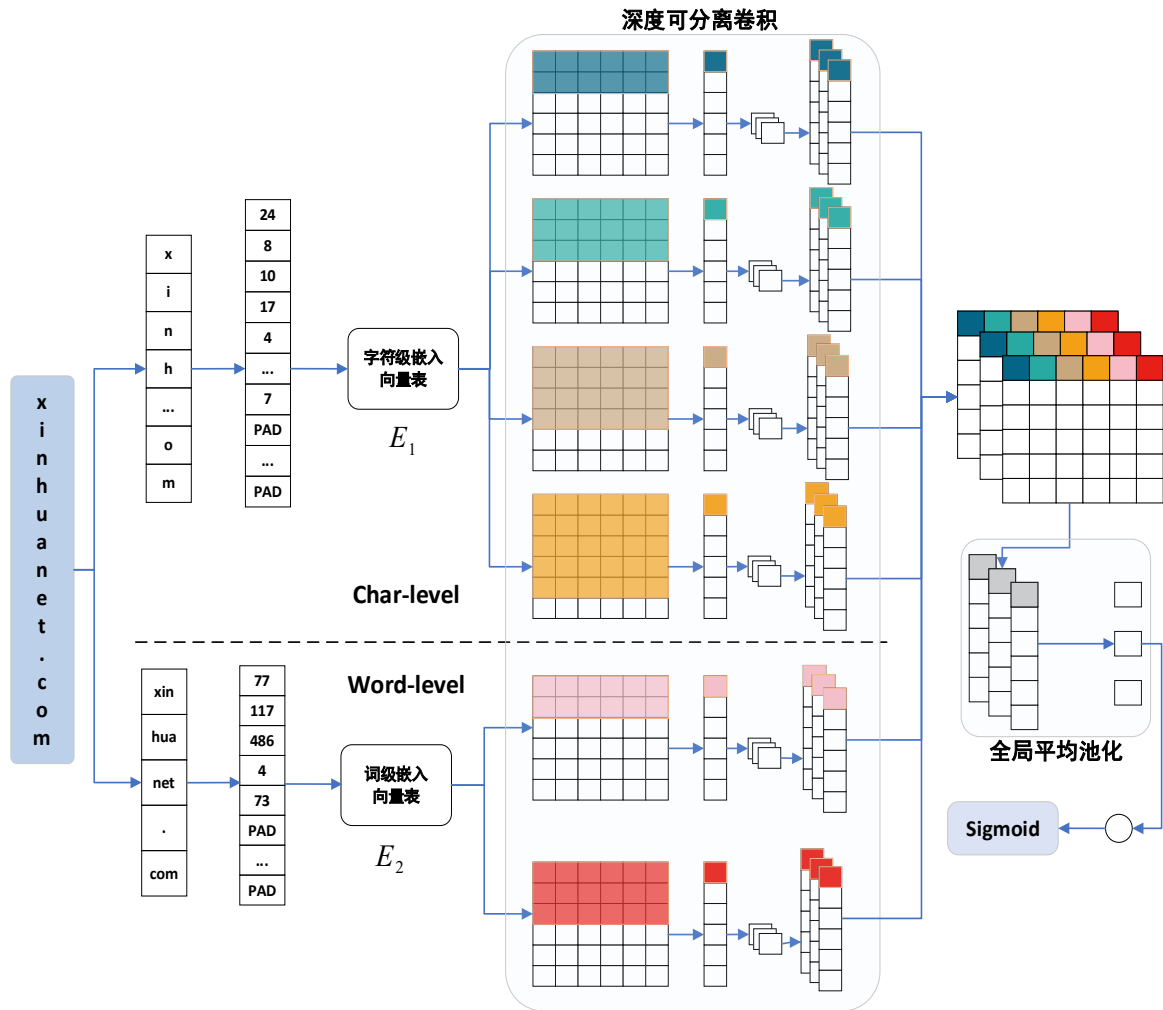 深度可分离卷积
xinhuanet.com
x
i
n
h
...
o
m
24
8
10
17
4
...
7
PAD
...
PAD
字符级嵌入
向量表
E₁
Char-level
Word-level
xin
hua
net
.
com
77
117
486
4
73
PAD
...
PAD
词级嵌入
向量表
E₂
全局平均池化
Sigmoid